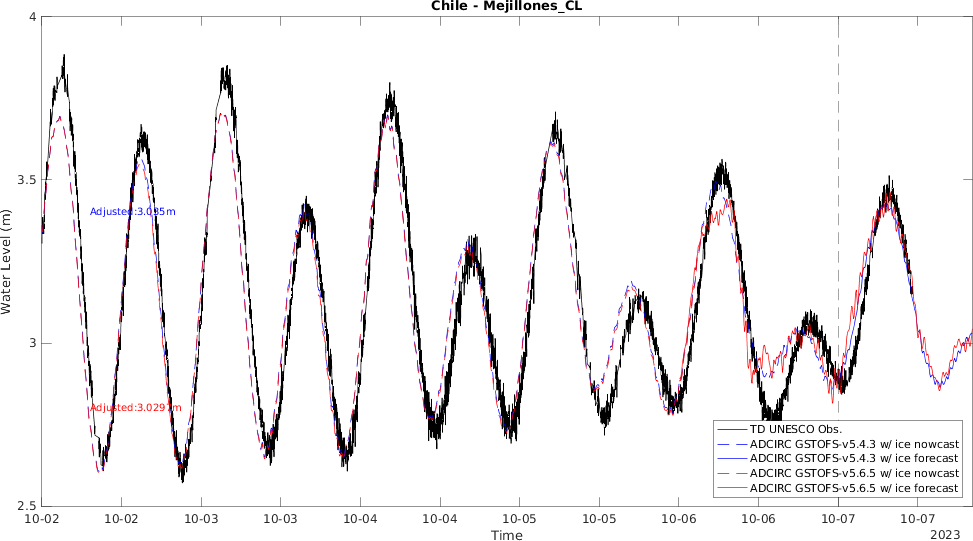 Chile - Mejillones_CL
4
3.5
3
2.5
Water Level (m)
Adjusted:3.035m
Adjusted:3.0291m
TD UNESCO Obs.
ADCIRC GSTOFS-v5.4.3 w/ ice nowcast
ADCIRC GSTOFS-v5.4.3 w/ ice forecast
ADCIRC GSTOFS-v5.6.5 w/ ice nowcast
ADCIRC GSTOFS-v5.6.5 w/ ice forecast
10-02 10-02 10-03 10-03 10-04 10-04 10-05 10-05 10-06 10-06 10-07 10-07
Time
2023